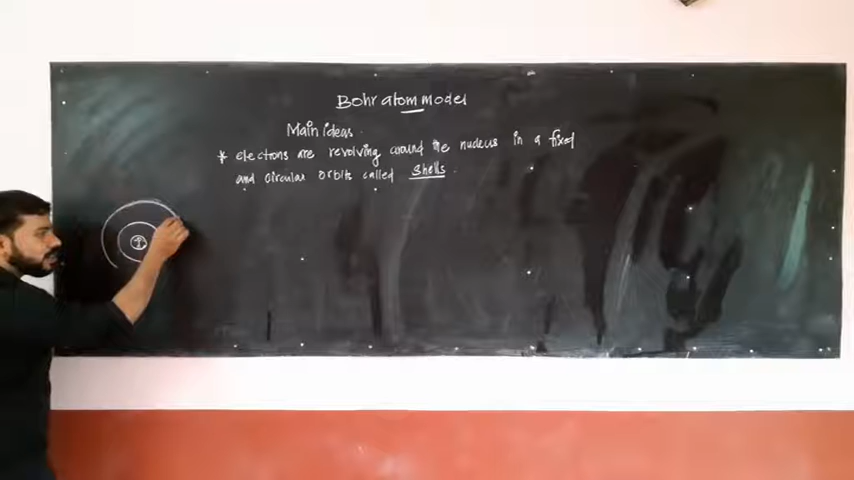 Bohr atom model
Main ideas
* electrons are revolving around the nucleus in a fixed
and circular orbits called shells.